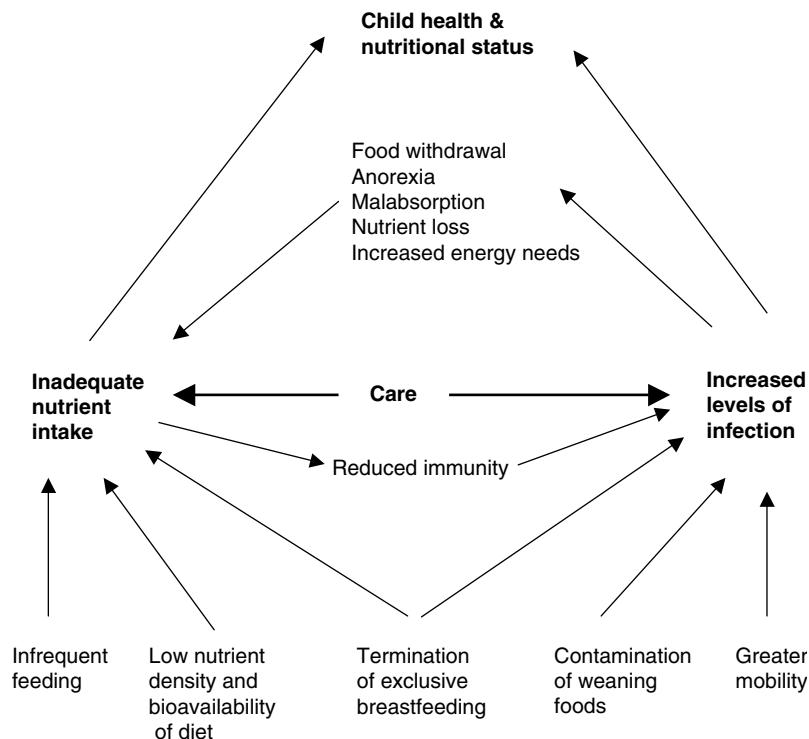 Child health &
nutritional status
Food withdrawal
Anorexia
Malabsorption
Nutrient loss
Increased energy needs
Inadequate
nutrient
intake
Care
Increased
levels of
infection
Reduced immunity
Infrequent
feeding
Low nutrient
density and
bioavailability
of diet
Termination
of exclusive
breastfeeding
Contamination
of weaning
foods
Greater
mobility